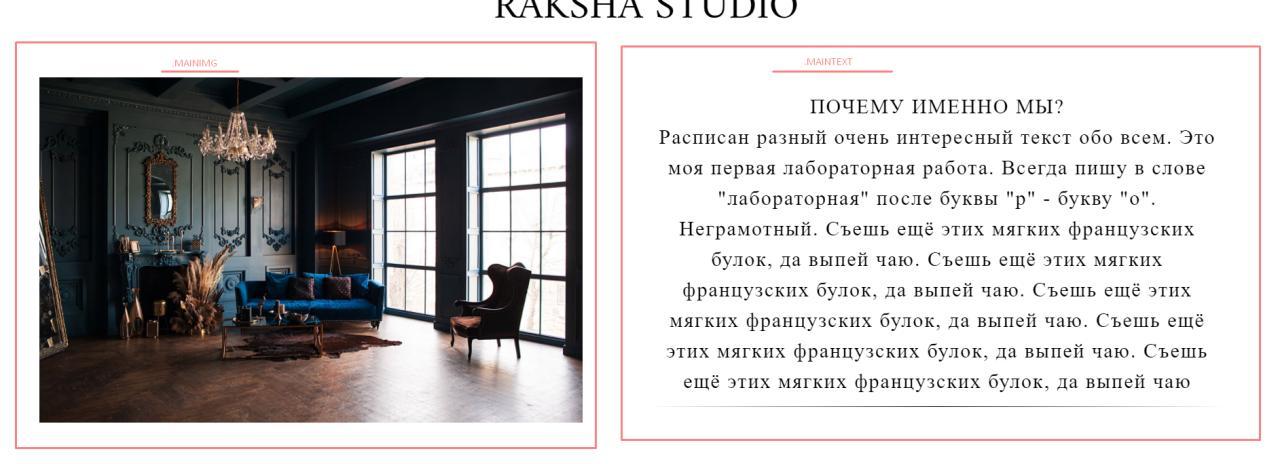 RAKSHA STUDIO
.MAINIMG
.MAINTEXT
ПОЧЕМУ ИМЕННО МЫ?
Расписан разный очень интересный текст обо всем. Это
моя первая лабораторная работа. Всегда пишу в слове
"лабораторная" после буквы "р" - букву "о".
Неграмотный. Съешь ещё этих мягких французских
булок, да выпей чаю. Съешь ещё этих мягких
французских булок, да выпей чаю. Съешь ещё этих
мягких французских булок, да выпей чаю. Съешь ещё
этих мягких французских булок, да выпей чаю. Съешь
ещё этих мягких французских булок, да выпей чаю